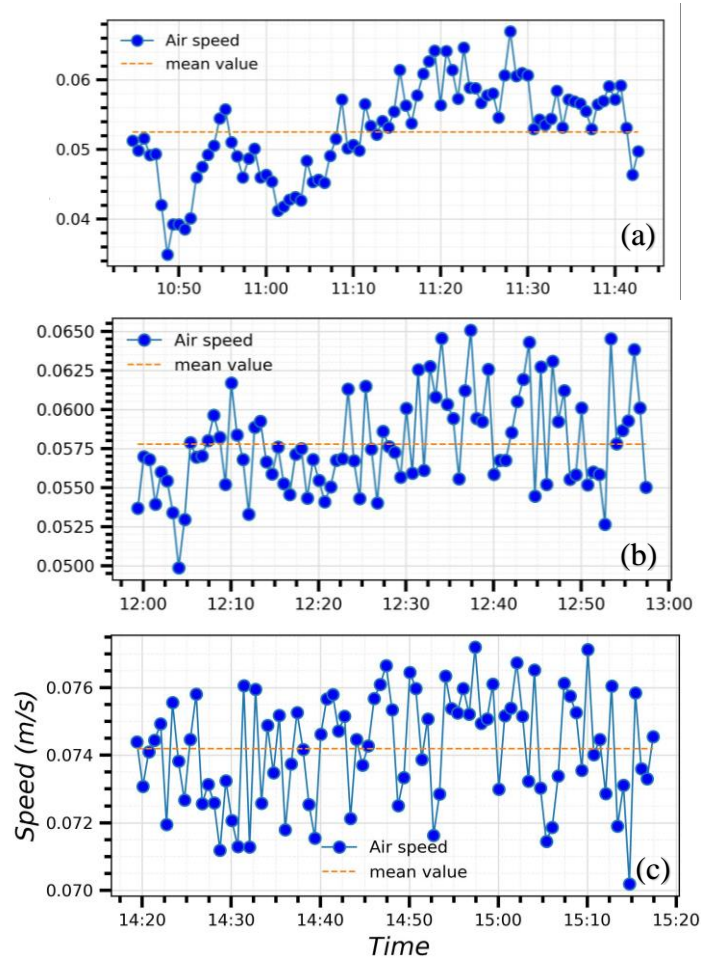 Air speed
mean value
0.06
0.05
0.04
(a)
10:50 11:00 11:10 11:20 11:30 11:40
0.0650
Air speed
mean value
0.0625
0.0600
0.0575
0.0550
0.0525
(b)
0.0500
12:00 12:10 12:20 12:30 12:40 12:50 13:00
0.076
0.074
0.072
Speed (m/s)
Air speed
mean value
(c)
0.070
14:20 14:30 14:40 14:50 15:00 15:10 15:20
Time